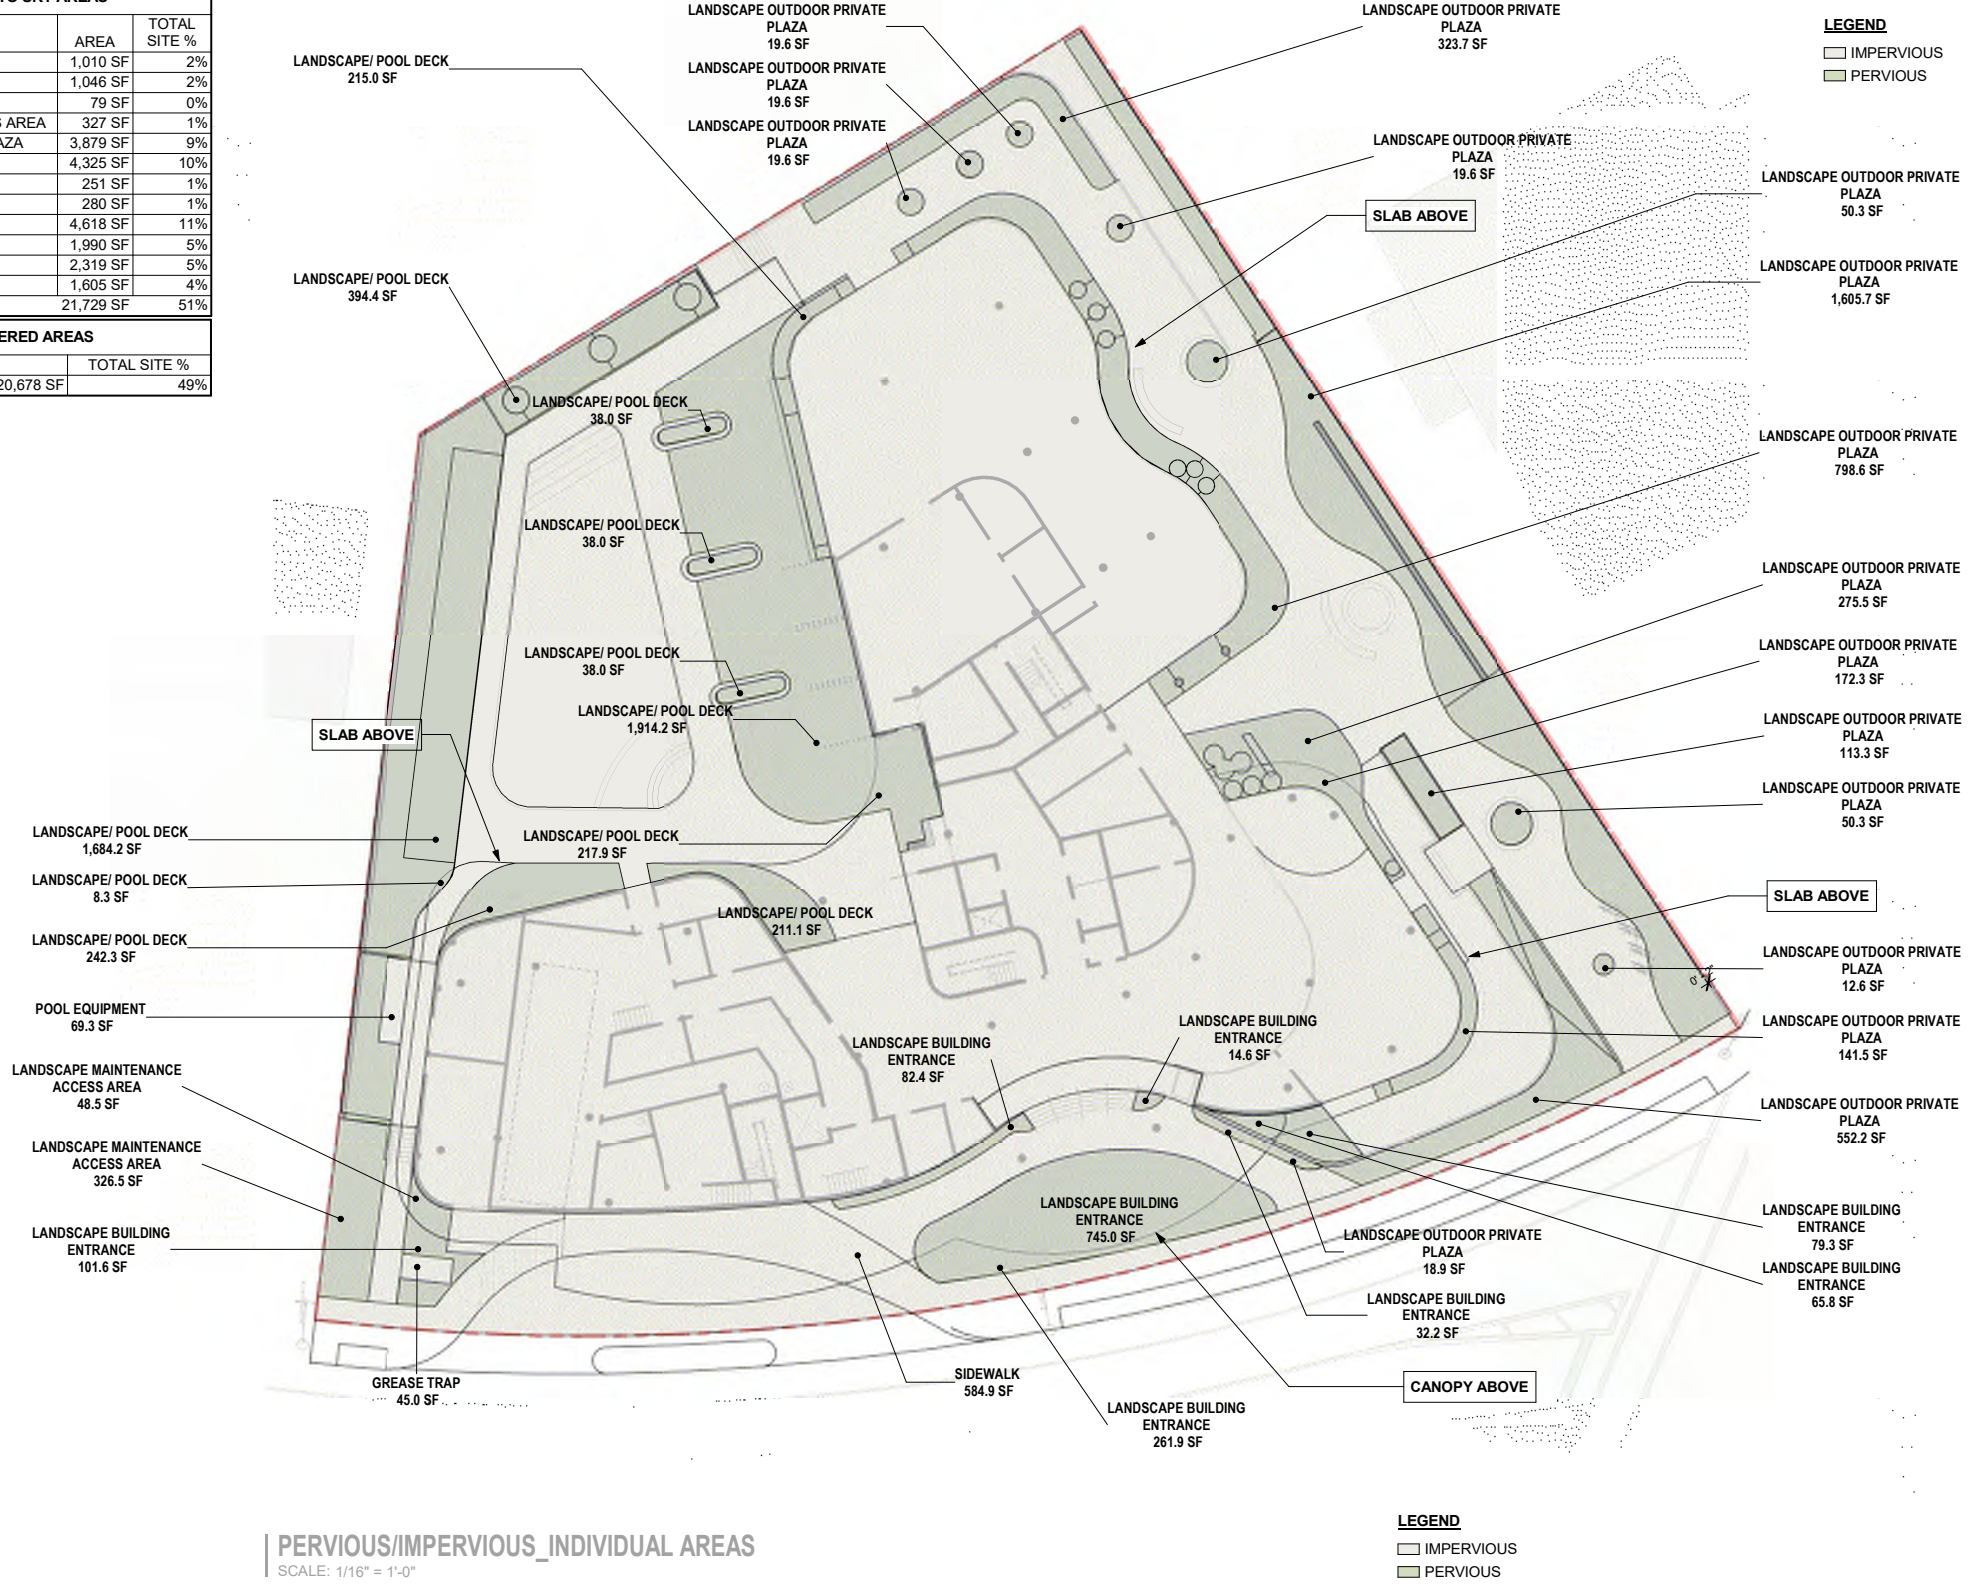 AREA
TOTAL
SITE %
1,010 SF 2%
1,046 SF 2%
79 SF 0%
AREA 327 SF 1%
3,879 SF 9%
4,325 SF 10%
251 SF 1%
280 SF 1%
4,618 SF 11%
1,990 SF 5%
2,319 SF 5%
1,605 SF 4%
21,729 SF 51%
ERED AREAS
TOTAL SITE %
20,678 SF 49%
LANDSCAPE/ POOL DECK
215.0 SF
LANDSCAPE OUTDOOR PRIVATE
PLAZA
19.6 SF
LANDSCAPE OUTDOOR PRIVATE
PLAZA
19.6 SF
LANDSCAPE OUTDOOR PRIVATE
PLAZA
19.6 SF
LANDSCAPE OUTDOOR PRIVATE
PLAZA
323.7 SF
LEGEND
IMPERVIOUS
PERVIOUS
LANDSCAPE OUTDOOR PRIVATE
PLAZA
19.6 SF
LANDSCAPE OUTDOOR PRIVATE
PLAZA
50.3 SF
SLAB ABOVE
LANDSCAPE/ POOL DECK
394.4 SF
LANDSCAPE OUTDOOR PRIVATE
PLAZA
1,605.7 SF
LANDSCAPE/ POOL DECK
38.0 SF
LANDSCAPE OUTDOOR PRIVATE
PLAZA
798.6 SF
LANDSCAPE/ POOL DECK
38.0 SF
LANDSCAPE OUTDOOR PRIVATE
PLAZA
275.5 SF
LANDSCAPE/ POOL DECK
38.0 SF
LANDSCAPE OUTDOOR PRIVATE
PLAZA
172.3 SF
LANDSCAPE/ POOL DECK
1,914.2 SF
SLAB ABOVE
LANDSCAPE OUTDOOR PRIVATE
PLAZA
113.3 SF
LANDSCAPE OUTDOOR PRIVATE
PLAZA
50.3 SF
LANDSCAPE/ POOL DECK
1,684.2 SF
LANDSCAPE/ POOL DECK
217.9 SF
LANDSCAPE/ POOL DECK
8.3 SF
LANDSCAPE/ POOL DECK
211.1 SF
SLAB ABOVE
LANDSCAPE/ POOL DECK
242.3 SF
LANDSCAPE OUTDOOR PRIVATE
PLAZA
12.6 SF
POOL EQUIPMENT
69.3 SF
LANDSCAPE BUILDING
ENTRANCE
82.4 SF
LANDSCAPE BUILDING
ENTRANCE
14.6 SF
LANDSCAPE OUTDOOR PRIVATE
PLAZA
141.5 SF
LANDSCAPE MAINTENANCE
ACCESS AREA
48.5 SF
LANDSCAPE OUTDOOR PRIVATE
PLAZA
552.2 SF
LANDSCAPE MAINTENANCE
ACCESS AREA
326.5 SF
LANDSCAPE BUILDING
ENTRANCE
745.0 SF
LANDSCAPE BUILDING
ENTRANCE
79.3 SF
LANDSCAPE BUILDING
ENTRANCE
101.6 SF
LANDSCAPE OUTDOOR PRIVATE
PLAZA
18.9 SF
LANDSCAPE BUILDING
ENTRANCE
65.8 SF
LANDSCAPE BUILDING
ENTRANCE
32.2 SF
GREASE TRAP
45.0 SF
SIDEWALK
584.9 SF
CANOPY ABOVE
LANDSCAPE BUILDING
ENTRANCE
261.9 SF
PERVIOUS/IMPERVIOUS_INDIVIDUAL AREAS
SCALE: 1/16" = 1'-0"
LEGEND
IMPERVIOUS
PERVIOUS